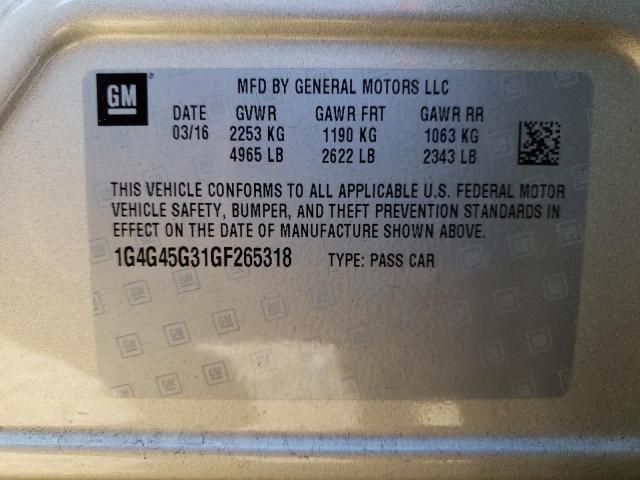 GM
MFD BY GENERAL MOTORS LLC
DATE GVWR GAWR FRT GAWR RR
03/16 2253 KG 1190 KG 1063 KG
4965 LB 2622 LB 2343 LB
THIS VEHICLE CONFORMS TO ALL APPLICABLE U.S. FEDERAL MOTOR
VEHICLE SAFETY, BUMPER, AND THEFT PREVENTION STANDARDS IN
EFFECT ON THE DATE OF MANUFACTURE SHOWN ABOVE.
1G4G45G31GF265318 TYPE: PASS CAR